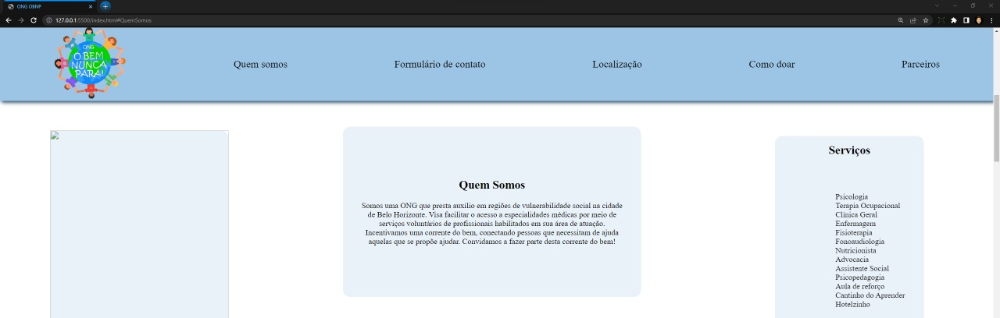 ONG OBNP
127.0.0.1:5500/index.html#QuemSomos
ONG
O BEM
NUNCA
PARA!
Quem somos
Formulário de contato
Localização
Como doar
Parceiros
Quem Somos
Somos uma ONG que presta auxílio em regiões de vulnerabilidade social na cidade
de Belo Horizonte. Visa facilitar o acesso a especialidades médicas por meio de
serviços voluntários de profissionais habilitados em sua área de atuação.
Incentivamos uma corrente do bem, conectando pessoas que necessitam de ajuda
aquelas que se propõe ajudar. Convidamos a fazer parte desta corrente do bem!
Serviços
Psicologia
Terapia Ocupacional
Clínica Geral
Enfermagem
Fisioterapia
Fonoaudiologia
Nutricionista
Advocacia
Assistente Social
Psicopedagogia
Aula de reforço
Cantinho do Aprender
Hotelzinho